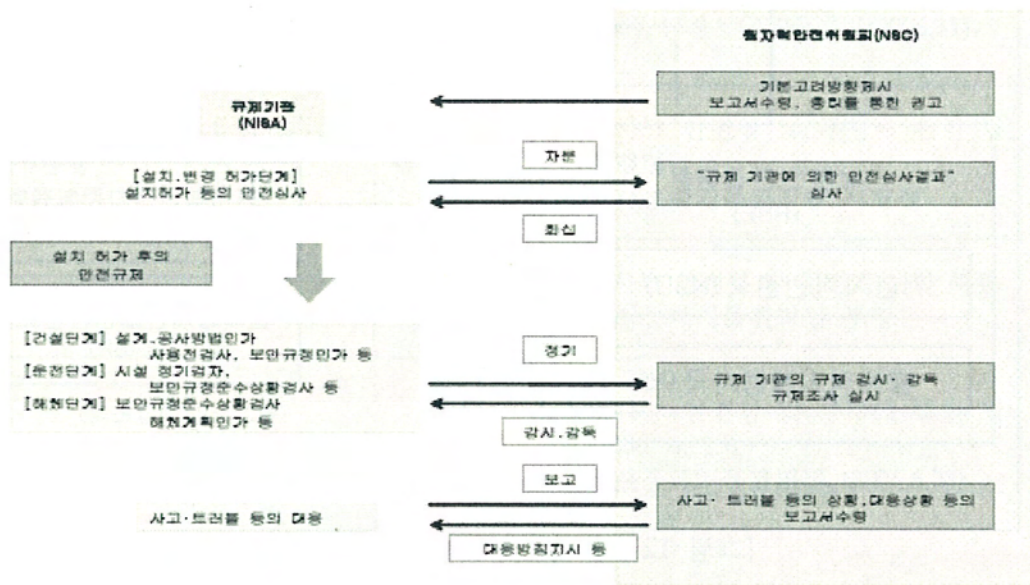 원자력안전위원회(NSC)
기본고려방향제시
보고서수령, 총리를 통한 권고
규제기관
(NISA)
자문
[설치.변경 허가단계]
설치허가 등의 안전심사
"규제 기관에 의한 안전심사결과"
심사
회신
설치 허가 후의
안전규제
[건설단계] 설계.공사방법인가
사용전검사, 보안규정인가 등
[운전단계] 시설 정기검사,
보안규정준수상황검사 등
[해체단계] 보안규정준수상황검사
해체계획인가 등
정기
규제 기관의 규제 감시· 감독
규제조사 실시
감시.감독
보고
사고·트러블 등의 대응
사고· 트러블 등의 상황,대응상황 등의
보고서수령
대응방침지시 등